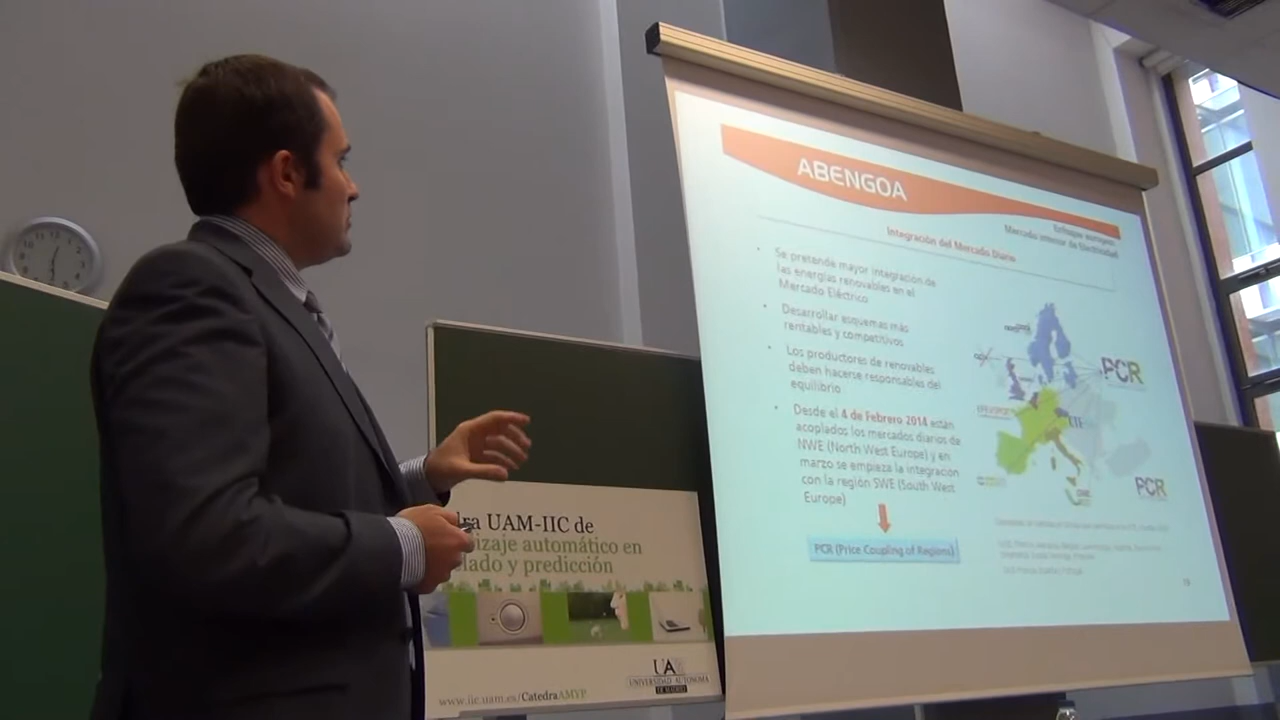 ABENGOA
Enfoque europeo:
Mercado interior de Electricidad
Integración del Mercado Diario
Se pretende mayor integración de
las energías renovables en el
Mercado Eléctrico
Desarrollar esquemas más
rentables y competitivos
Los productores de renovables
deben hacerse responsables del
equilibrio
Desde el 4 de Febrero 2014 están
acoplados los mercados diarios de
NWE (North West Europe) y en
marzo se empieza la integración
con la región SWE (South West
Europe)
PCR (Price Coupling of Regions)
PCR
PCR
dra UAM-IIC de
izaje automático en
lado y predicción
UA
UNIVERSIDAD AUTONOMA
DE MADRID
www.iic.uam.es/CatedraAMYP